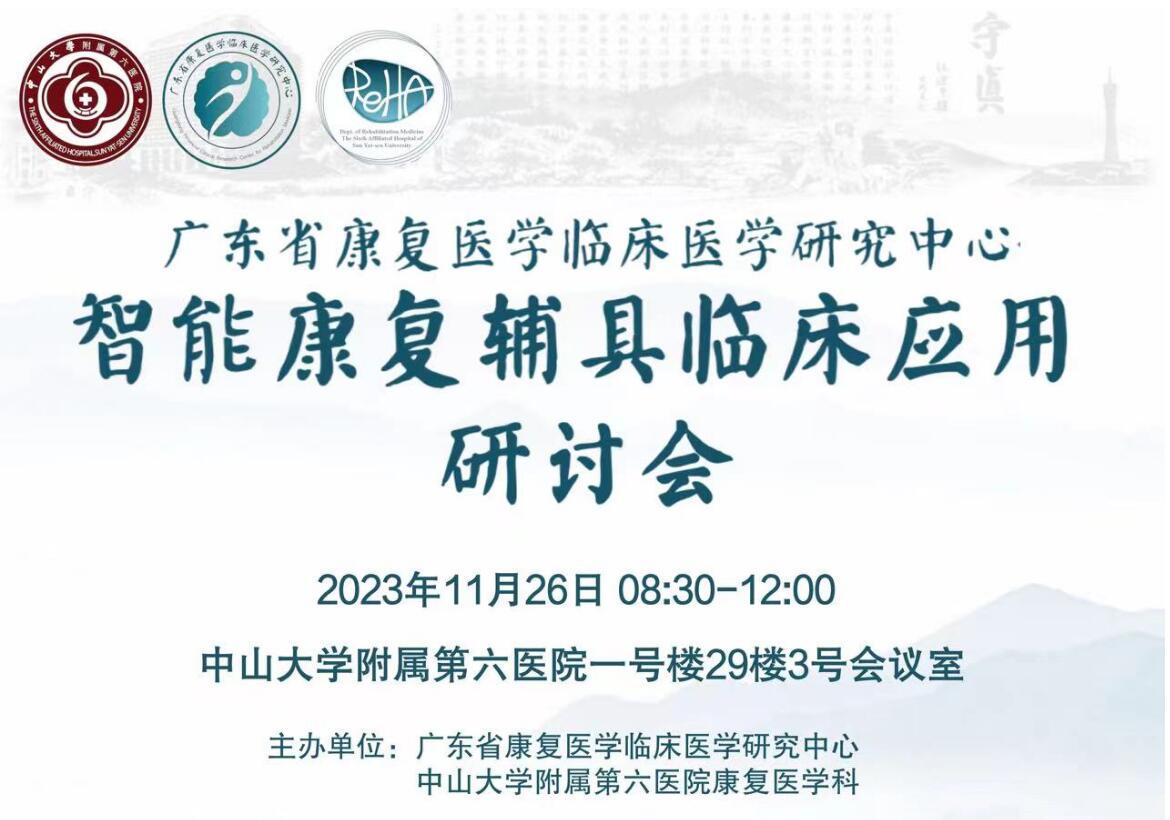 中山大学附属第六医院
THE SIXTH AFFILIATED HOSPITAL, SUN YAT-SEN UNIVERSITY
广东省康复医学临床医学研究中心
ReHA
Dept. of Rehabilitation Medicine
The Sixth Affiliated Hospital of
Sun Yat-sen University
广东省康复医学临床医学研究中心
智能康复辅具临床应用
研讨会
2023年11月26日 08:30-12:00
中山大学附属第六医院一号楼29楼3号会议室
主办单位：广东省康复医学临床医学研究中心
中山大学附属第六医院康复医学科